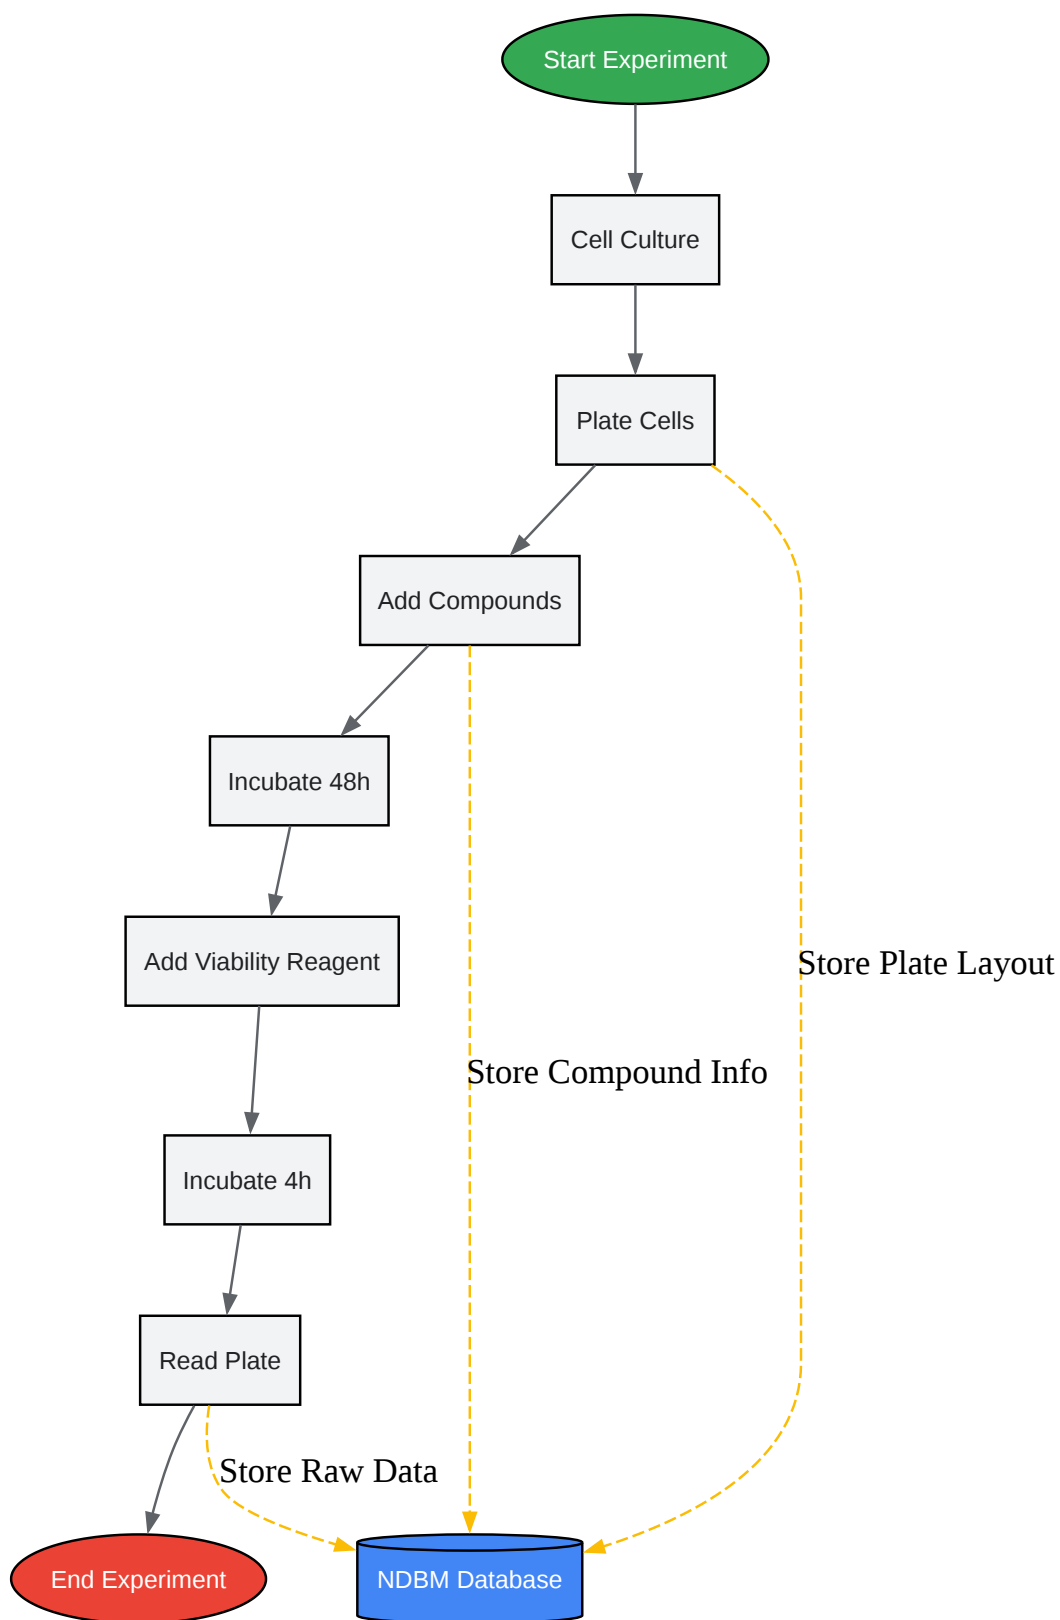 Start Experiment
Cell Culture
Plate Cells
Add Compounds
Incubate 48h
Add Viability Reagent
Store Plate Layout
Store Compound Info
Incubate 4h
Read Plate
Store Raw Data
End Experiment
NDBM Database